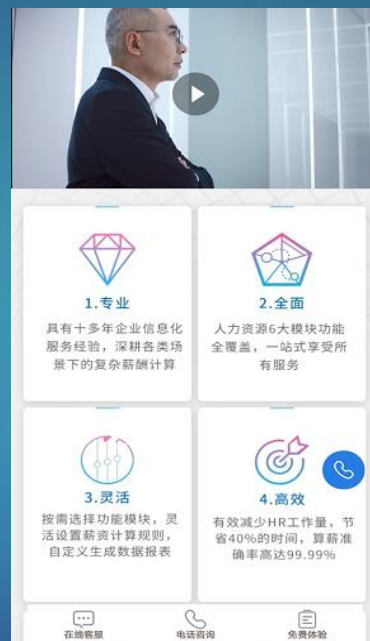 1.专业
具有十多年企业信息化
服务经验，深耕各类场
景下的复杂薪酬计算
2.全面
人力资源6大模块功能
全覆盖，一站式享受所
有服务
3.灵活
按需选择功能模块，灵
活设置薪资计算规则，
自定义生成数据报表
4.高效
有效减少HR工作量，节
省40%的时间，算薪准
确率高达99.99%
在线客服
电话咨询
免费体验